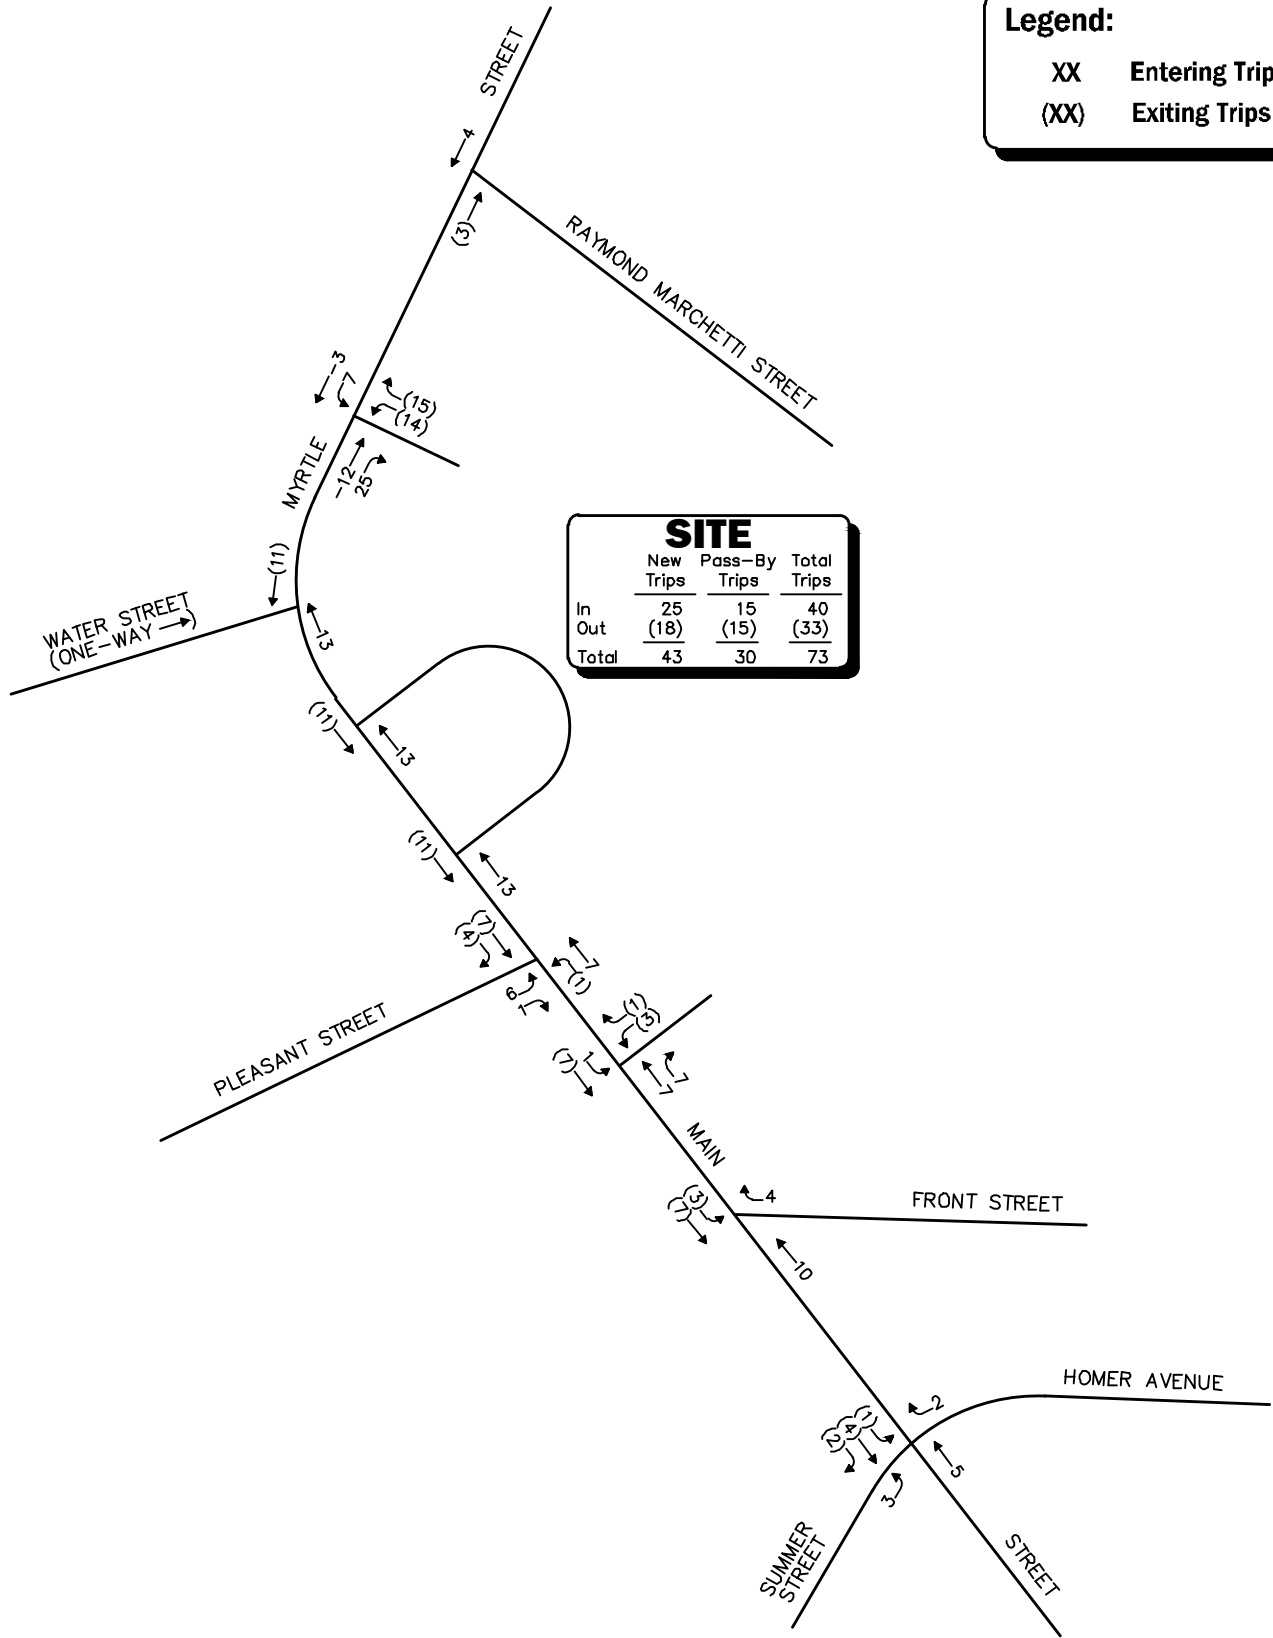 Legend:
XX Entering Trip
(XX) Exiting Trips
STREET
4
(3)
RAYMOND MARCHETTI STREET
-3
7
(15)
(14)
MYRTLE
-12
25
(11)
WATER STREET
(ONE-WAY →)
13
SITE
New Pass-By Total
Trips Trips Trips
In 25 15 40
Out (18) (15) (33)
Total 43 30 73
(11)
13
(11)
13
(7)
(4)
7
(1)
6
1
PLEASANT STREET
(1)
(3)
(7)
1
7
7
MAIN
(3)
(7)
4
FRONT STREET
10
HOMER AVENUE
2
(1)
(4)
(2)
5
3
SUMMER
STREET
STREET